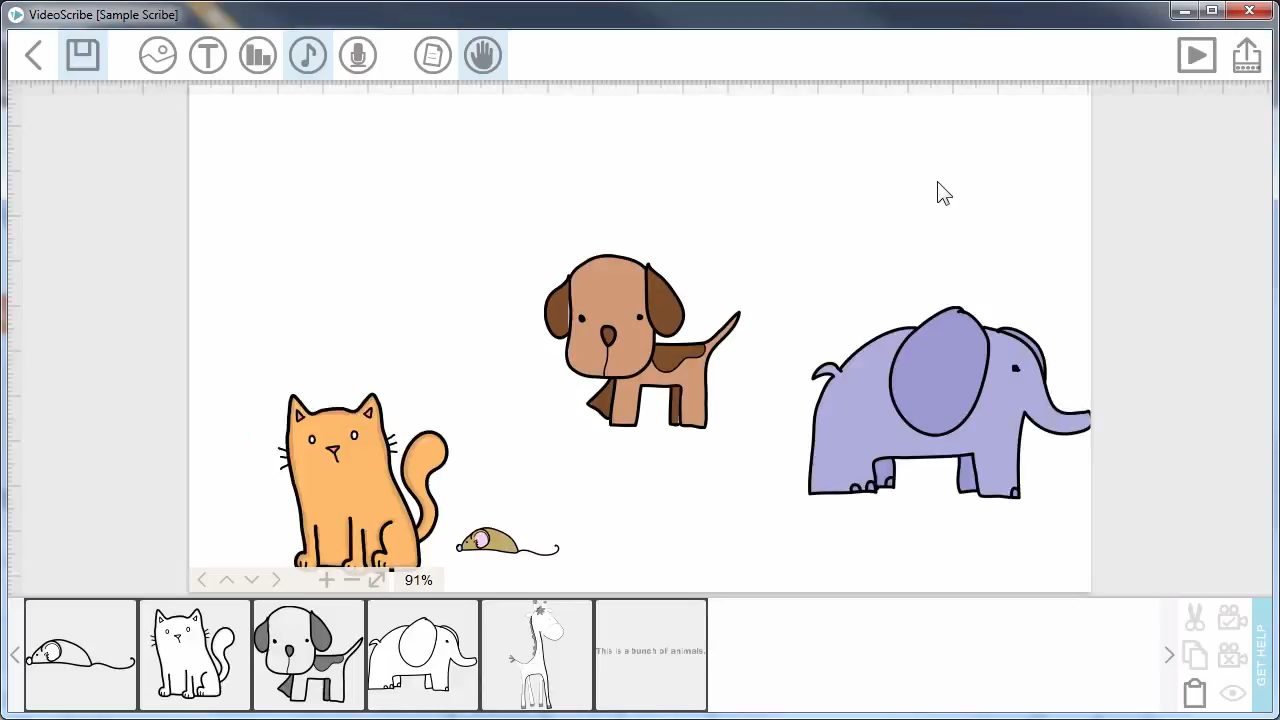 VideoScribe [Sample Scribe]
91%
This is a bunch of animals.
GET HELP